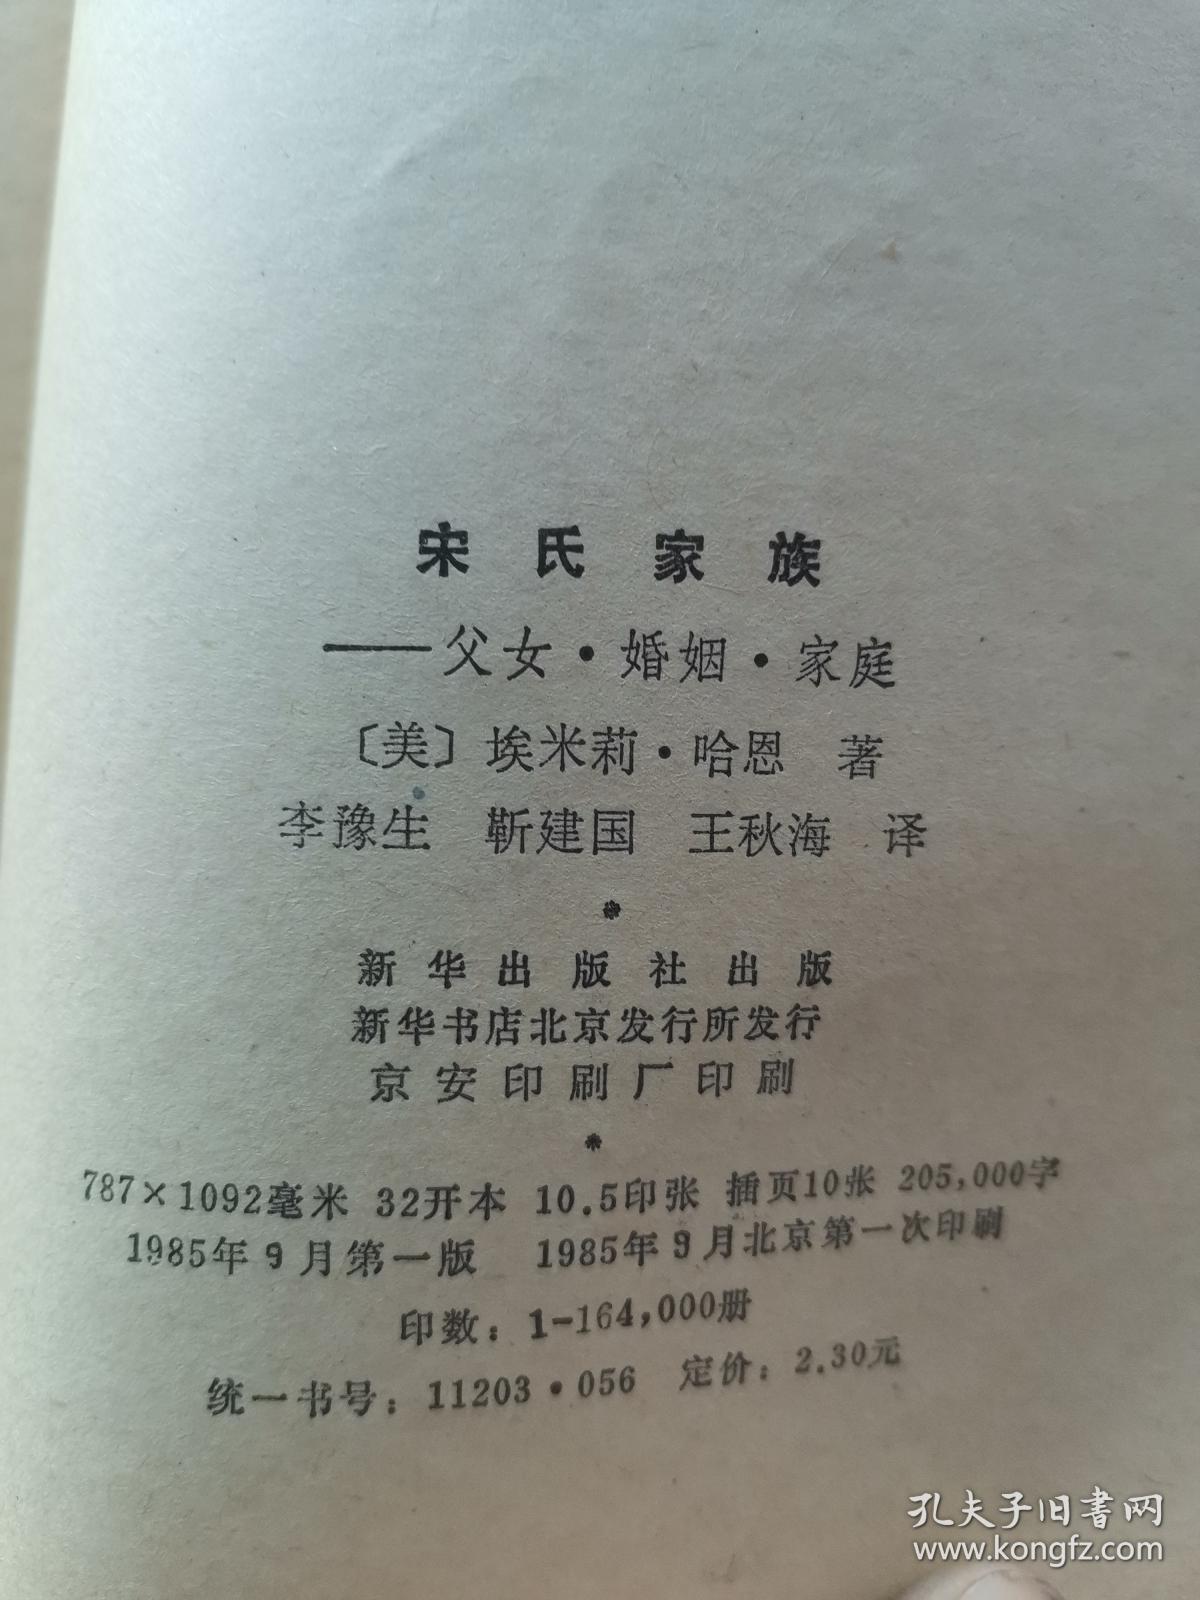 宋氏家族
——父女·婚姻·家庭
〔美〕埃米莉·哈恩 著
李豫生 靳建国 王秋海 译
*
新华出版社出版
新华书店北京发行所发行
京安印刷厂印刷
*
787×1092毫米 32开本 10.5印张 插页10张 205,000字
1985年9月第一版 1985年9月北京第一次印刷
印数：1-164,000册
统一书号：11203·056 定价：2.30元
孔夫子旧书网
www.kongfz.com